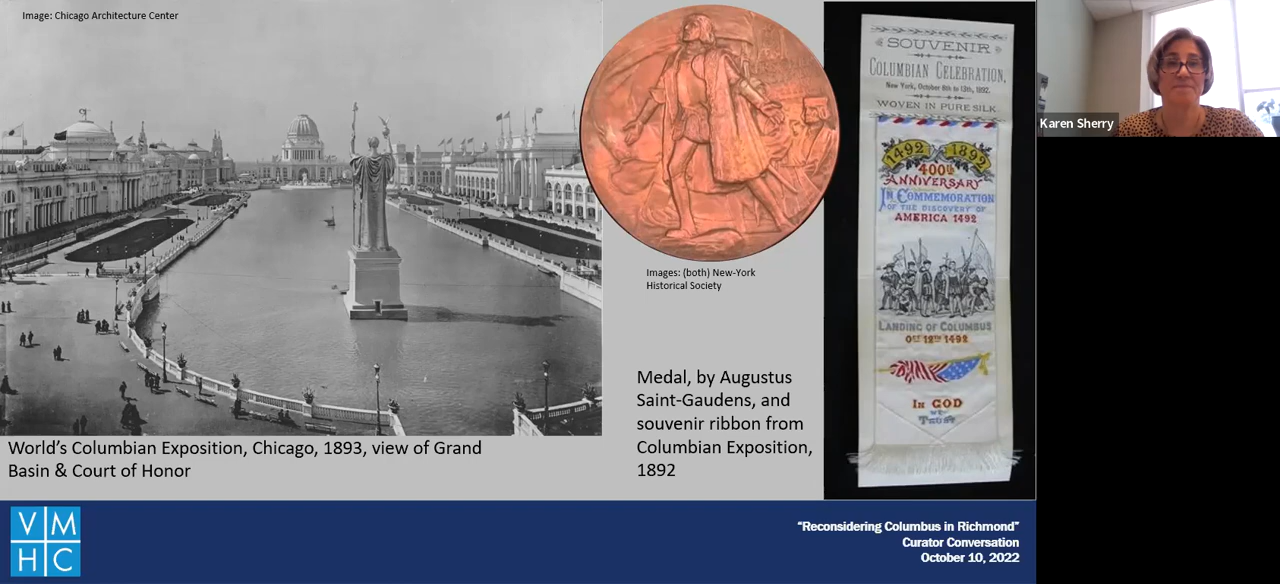 Image: Chicago Architecture Center
World's Columbian Exposition, Chicago, 1893, view of Grand
Basin & Court of Honor
Images: (both) New-York
Historical Society
Medal, by Augustus
Saint-Gaudens, and
souvenir ribbon from
Columbian Exposition,
1892
SOUVENIR
COLUMBIAN CELEBRATION,
New York, October 8th to 13th, 1892.
WOVEN IN PURE SILK
1492 1892
400th
ANNIVERSARY
IN COMMEMORATION
OF THE DISCOVERY OF
AMERICA 1492
LANDING OF COLUMBUS
OCT 12TH 1492
IN GOD
WE
TRUST
Karen Sherry
VM
HC
"Reconsidering Columbus in Richmond"
Curator Conversation
October 10, 2022